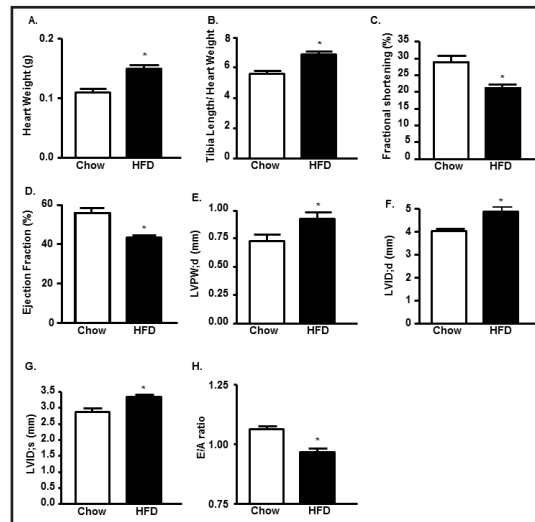 A.
Heart Weight (g)
0.2
0.1
0.0
Chow HFD
*
B.
Tibia Length/ Heart Weight
8
6
4
2
0
Chow HFD
*
C.
Fractional shortening (%)
35
30
25
20
15
10
5
0
Chow HFD
*
D.
Ejection Fraction (%)
60
40
20
0
Chow HFD
*
E.
LVPW;d (mm)
1.00
0.75
0.50
0.25
0.00
Chow HFD
*
F.
LVID;d (mm)
5
4
3
2
1
0
Chow HFD
*
G.
LVID;s (mm)
3.5
3.0
2.5
2.0
1.5
1.0
0.5
0.0
Chow HFD
*
H.
E/A ratio
1.25
1.00
0.75
Chow HFD
*